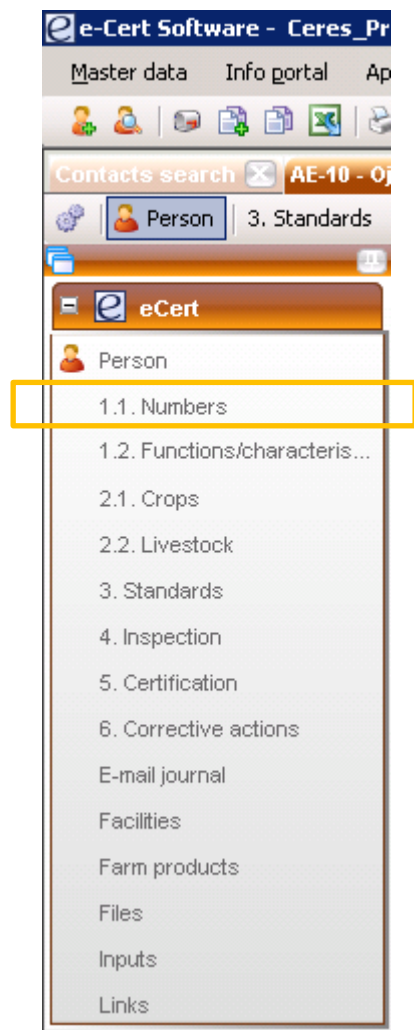 e-Cert Software - Ceres_Pr
Master data Info portal Ap
Contacts search AE-10 - Oj
Person 3. Standards
eCert
Person
1.1. Numbers
1.2. Functions/characteris...
2.1. Crops
2.2. Livestock
3. Standards
4. Inspection
5. Certification
6. Corrective actions
E-mail journal
Facilities
Farm products
Files
Inputs
Links